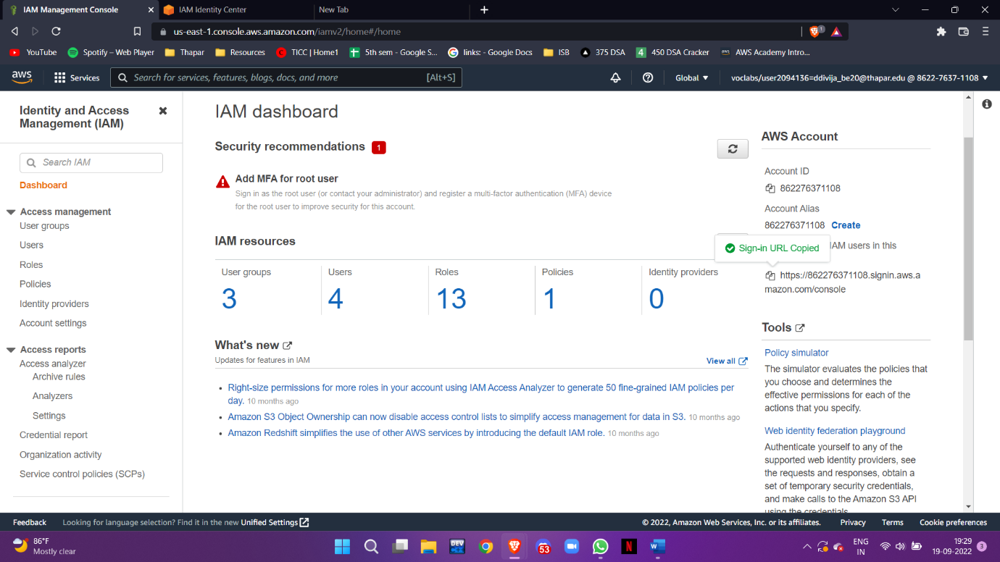 IAM Management Console
IAM Identity Center
New Tab
us-east-1.console.aws.amazon.com/iamv2/home#/home
1
YouTube
Spotify – Web Player
Thapar
Resources
TICC | Home1
5th sem - Google S...
links: - Google Docs
ISB
375 DSA
4
450 DSA Cracker
aws
AWS Academy Intro...
aws
Services
Search for services, features, blogs, docs, and more
[Alt+S]
Global
voclabs/user2094136=ddivija_be20@thapar.edu @ 8622-7637-1108
Identity and Access
Management (IAM)
Search IAM
Dashboard
Access management
User groups
Users
Roles
Policies
Identity providers
Account settings
Access reports
Access analyzer
Archive rules
Analyzers
Settings
Credential report
Organization activity
Service control policies (SCPs)
IAM dashboard
Security recommendations 1
Add MFA for root user
Sign in as the root user (or contact your administrator) and register a multi-factor authentication (MFA) device
for the root user to improve security for this account.
IAM resources
User groups
3
Users
4
Roles
13
Policies
1
Identity providers
0
What's new
Updates for features in IAM
View all
Right-size permissions for more roles in your account using IAM Access Analyzer to generate 50 fine-grained IAM policies per
day. 10 months ago
Amazon S3 Object Ownership can now disable access control lists to simplify access management for data in S3. 10 months ago
Amazon Redshift simplifies the use of other AWS services by introducing the default IAM role. 10 months ago
AWS Account
Account ID
862276371108
Account Alias
862276371108 Create
Sign-in URL Copied
IAM users in this
https://862276371108.signin.aws.a
mazon.com/console
Tools
Policy simulator
The simulator evaluates the policies that
you choose and determines the
effective permissions for each of the
actions that you specify.
Web identity federation playground
Authenticate yourself to any of the
supported web identity providers, see
the requests and responses, obtain a
set of temporary security credentials,
and make calls to the Amazon S3 API
using the credentials
Feedback
Looking for language selection? Find it in the new Unified Settings
© 2022, Amazon Web Services, Inc. or its affiliates.
Privacy
Terms
Cookie preferences
86°F
Mostly clear
DEV
53
N
W
ENG
IN
19:29
19-09-2022
3